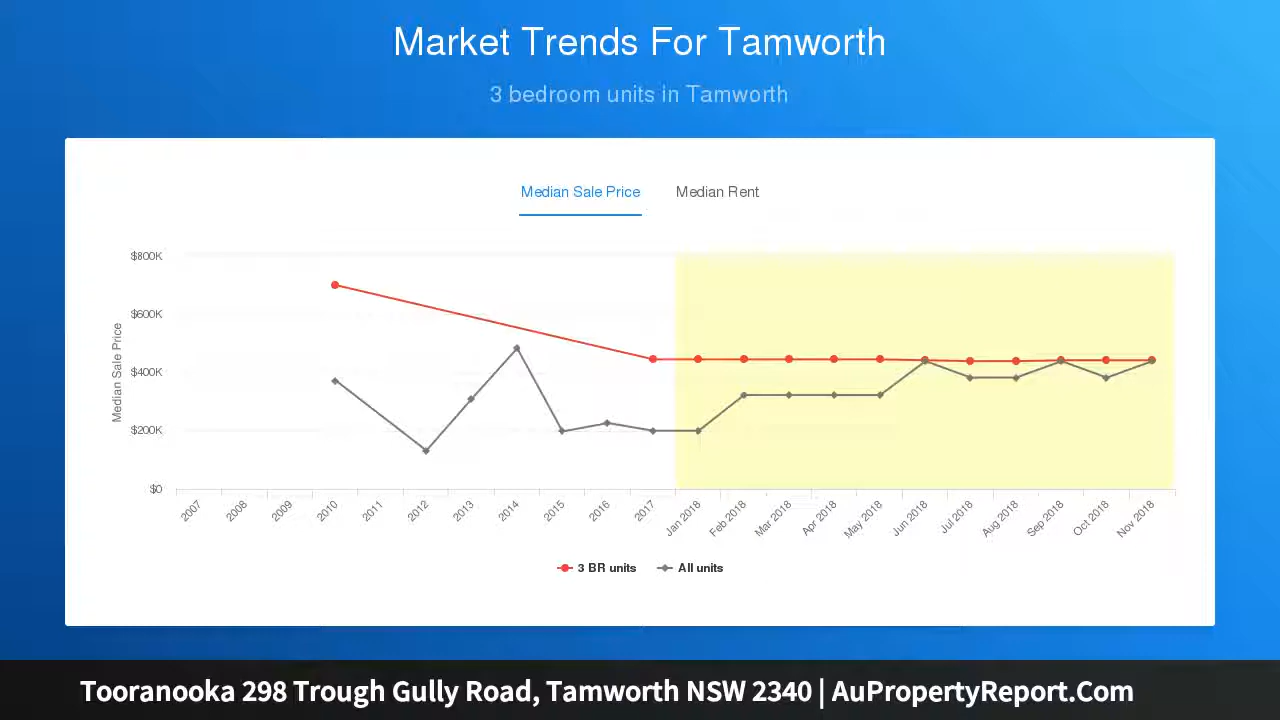 Market Trends For Tamworth
3 bedroom units in Tamworth
Median Sale Price Median Rent
$800K
$600K
$400K
$200K
$0
Median Sale Price
2007 2008 2009 2010 2011 2012 2013 2014 2015 2016 2017 Jan 2018 Feb 2018 Mar 2018 Apr 2018 May 2018 Jun 2018 Jul 2018 Aug 2018 Sep 2018 Oct 2018 Nov 2018
3 BR units All units
Tooranooka 298 Trough Gully Road, Tamworth NSW 2340 | AuPropertyReport.Com